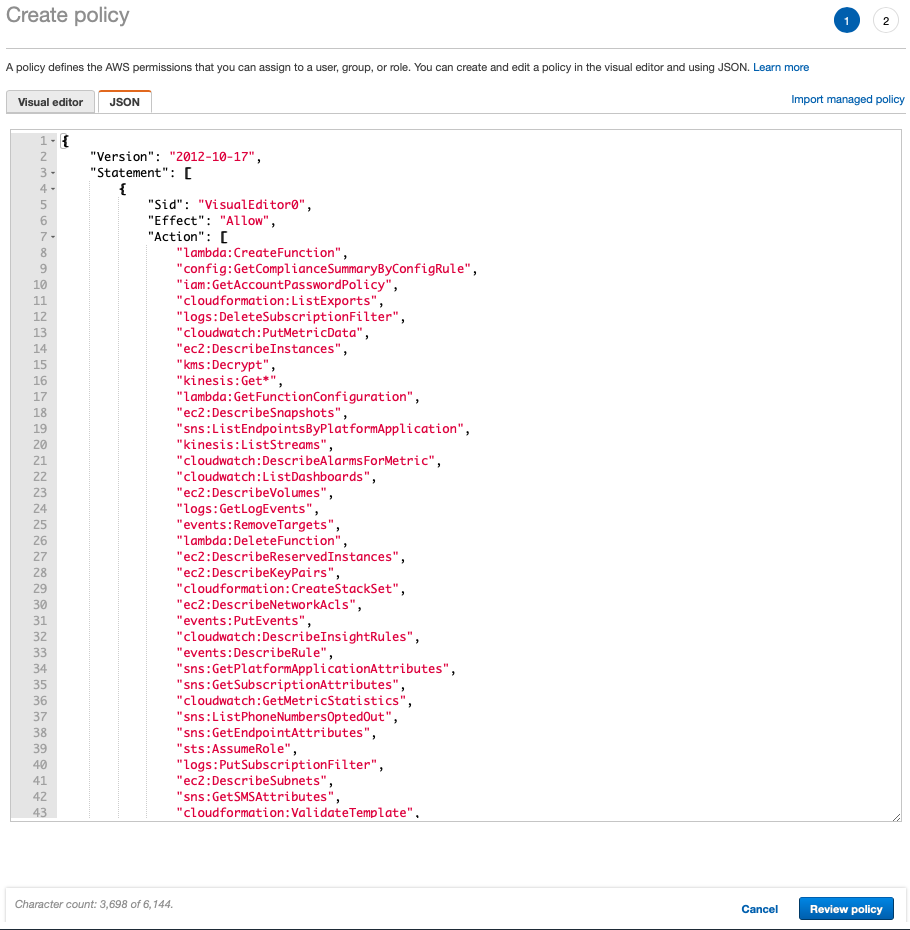 Create policy
1
2
A policy defines the AWS permissions that you can assign to a user, group, or role. You can create and edit a policy in the visual editor and using JSON. Learn more
Visual editor
JSON
Import managed policy
1 {
2 "Version": "2012-10-17",
3 "Statement": [
4 {
5 "Sid": "VisualEditor0",
6 "Effect": "Allow",
7 "Action": [
8 "lambda:CreateFunction",
9 "config:GetComplianceSummaryByConfigRule",
10 "iam:GetAccountPasswordPolicy",
11 "cloudformation:ListExports",
12 "logs:DeleteSubscriptionFilter",
13 "cloudwatch:PutMetricData",
14 "ec2:DescribeInstances",
15 "kms:Decrypt",
16 "kinesis:Get*",
17 "lambda:GetFunctionConfiguration",
18 "ec2:DescribeSnapshots",
19 "sns:ListEndpointsByPlatformApplication",
20 "kinesis:ListStreams",
21 "cloudwatch:DescribeAlarmsForMetric",
22 "cloudwatch:ListDashboards",
23 "ec2:DescribeVolumes",
24 "logs:GetLogEvents",
25 "events:RemoveTargets",
26 "lambda:DeleteFunction",
27 "ec2:DescribeReservedInstances",
28 "ec2:DescribeKeyPairs",
29 "cloudformation:CreateStackSet",
30 "ec2:DescribeNetworkAcls",
31 "events:PutEvents",
32 "cloudwatch:DescribeInsightRules",
33 "events:DescribeRule",
34 "sns:GetPlatformApplicationAttributes",
35 "sns:GetSubscriptionAttributes",
36 "cloudwatch:GetMetricStatistics",
37 "sns:ListPhoneNumbersOptedOut",
38 "sns:GetEndpointAttributes",
39 "sts:AssumeRole",
40 "logs:PutSubscriptionFilter",
41 "ec2:DescribeSubnets",
42 "sns:GetSMSAttributes",
43 "cloudformation:ValidateTemplate",
Character count: 3,698 of 6,144.
Cancel
Review policy